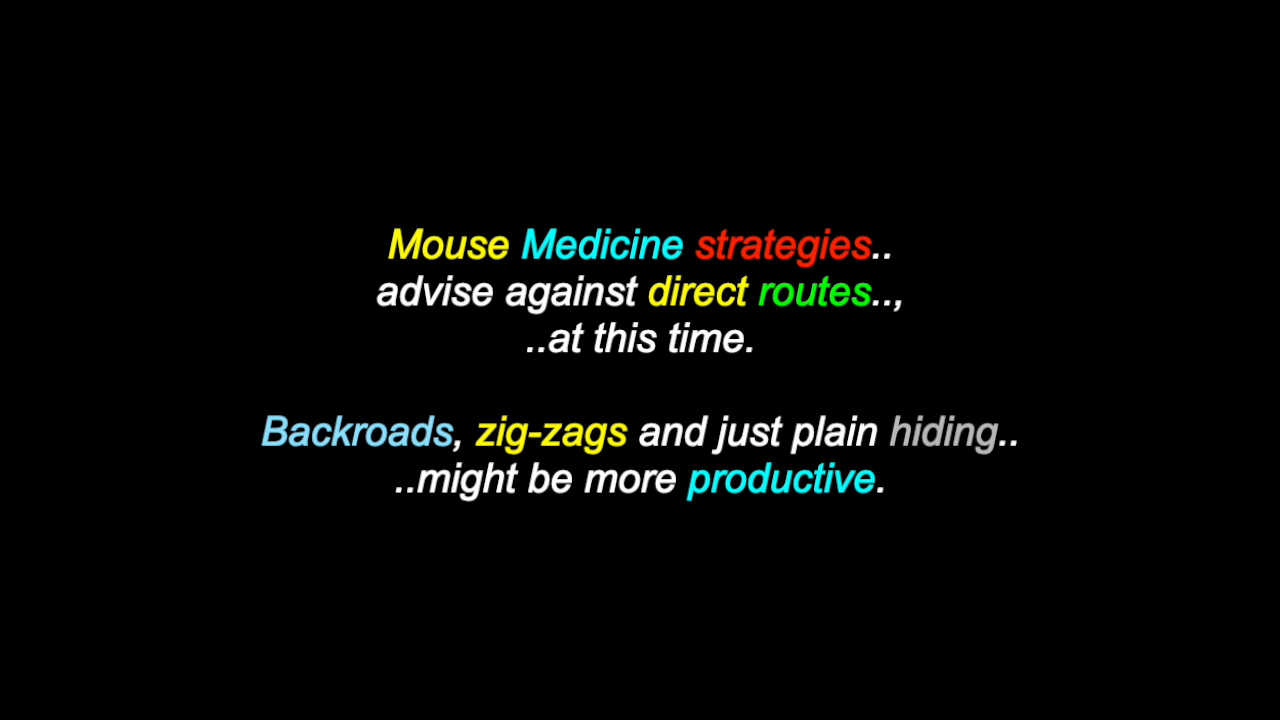 Mouse Medicine strategies..
advise against direct routes..,
..at this time.
Backroads, zig-zags and just plain hiding..
..might be more productive.